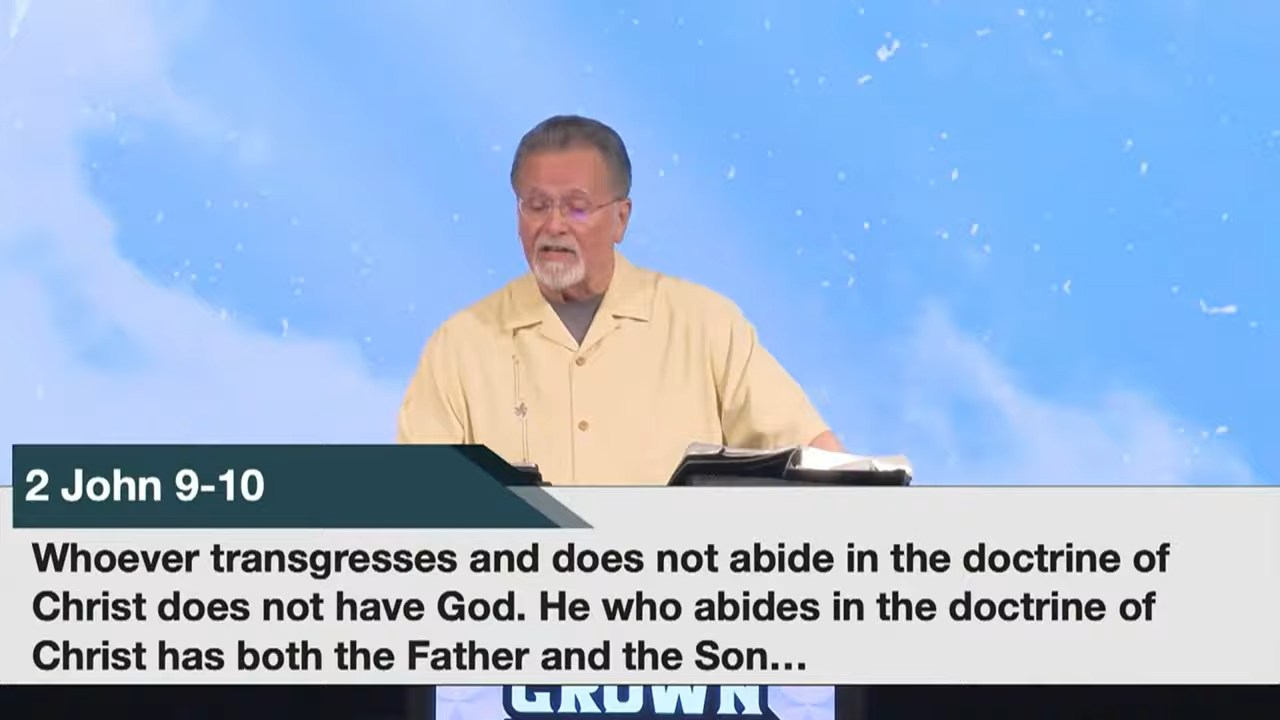 2 John 9-10
Whoever transgresses and does not abide in the doctrine of
Christ does not have God. He who abides in the doctrine of
Christ has both the Father and the Son...
CROWN